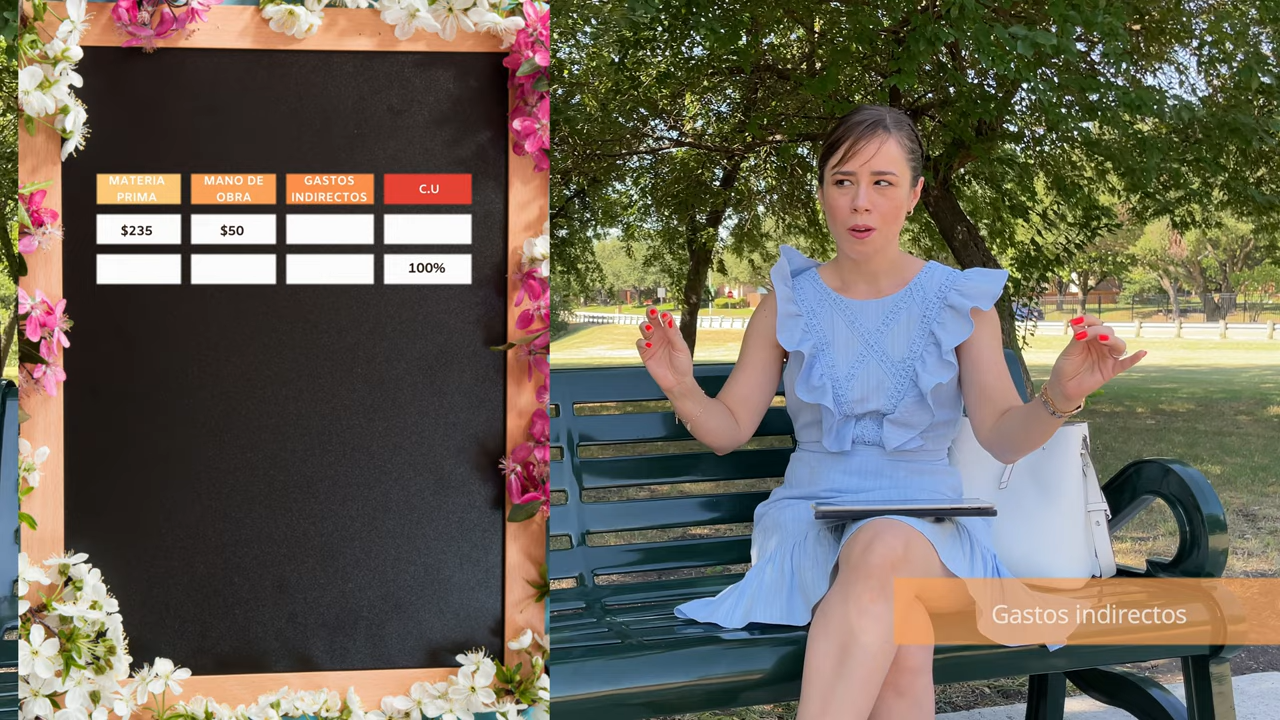 MATERIA PRIMA
MANO DE OBRA
GASTOS INDIRECTOS
C.U
$235
$50
100%
Gastos indirectos